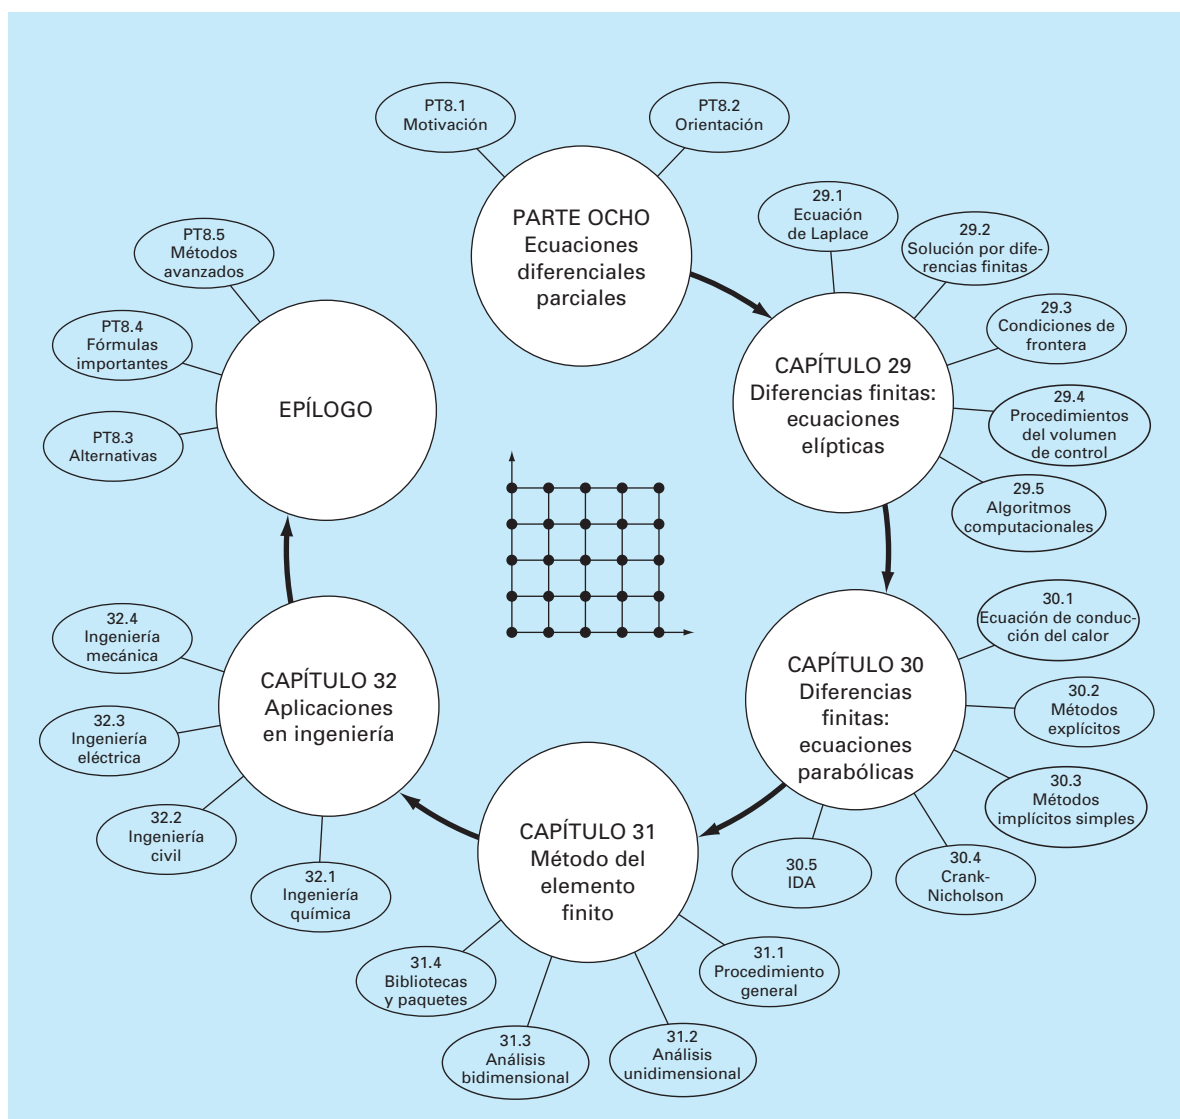 PT8.1
Motivación
PT8.2
Orientación
PARTE OCHO
Ecuaciones
diferenciales
parciales
29.1
Ecuación
de Laplace
29.2
Solución por dife-
rencias finitas
29.3
Condiciones de
frontera
29.4
Procedimientos
del volumen
de control
29.5
Algoritmos
computacionales
CAPÍTULO 29
Diferencias finitas:
ecuaciones
elípticas
30.1
Ecuación de conduc-
ción del calor
30.2
Métodos
explícitos
30.3
Métodos
implícitos simples
30.4
Crank-
Nicholson
30.5
IDA
CAPÍTULO 30
Diferencias
finitas:
ecuaciones
parabólicas
CAPÍTULO 31
Método del
elemento
finito
31.1
Procedimiento
general
31.2
Análisis
unidimensional
31.3
Análisis
bidimensional
31.4
Bibliotecas
y paquetes
CAPÍTULO 32
Aplicaciones
en ingeniería
32.1
Ingeniería
química
32.2
Ingeniería
civil
32.3
Ingeniería
eléctrica
32.4
Ingeniería
mecánica
EPÍLOGO
PT8.3
Alternativas
PT8.4
Fórmulas
importantes
PT8.5
Métodos
avanzados